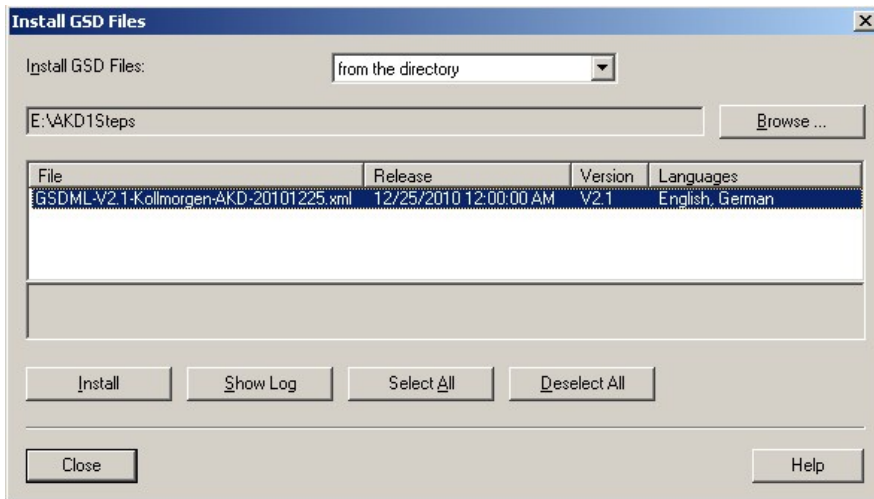 Install GSD Files
Install GSD Files: from the directory
E:\AKD1Steps Browse ...
File Release Version Languages
GSDML-V2.1-Kollmorgen-AKD-20101225.xml 12/25/2010 12:00:00 AM V2.1 English, German
Install Show Log Select All Deselect All
Close Help